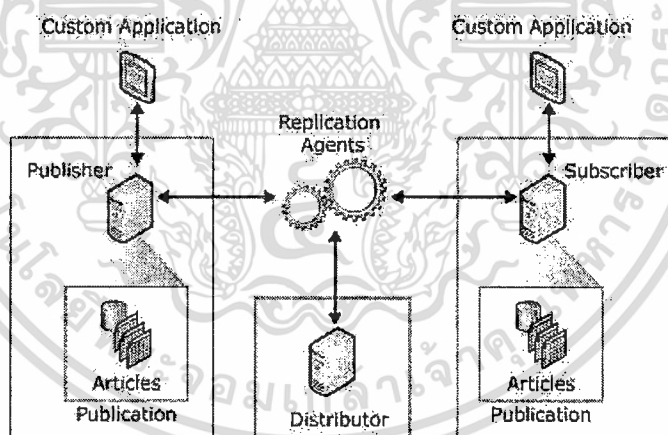 Custom Application
Custom Application
Replication
Agents
Publisher
Subscriber
Articles
Publication
Distributor
Articles
Publication